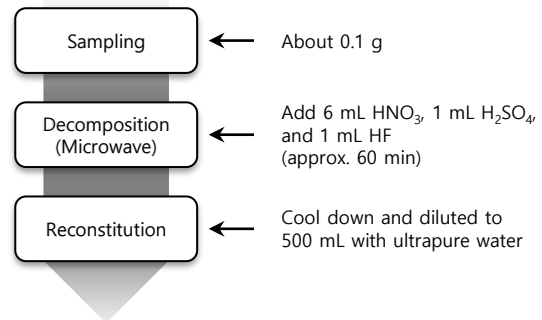 Sampling
About 0.1 g
Decomposition
(Microwave)
Add 6 mL HNO₃, 1 mL H₂SO₄,
and 1 mL HF
(approx. 60 min)
Reconstitution
Cool down and diluted to
500 mL with ultrapure water